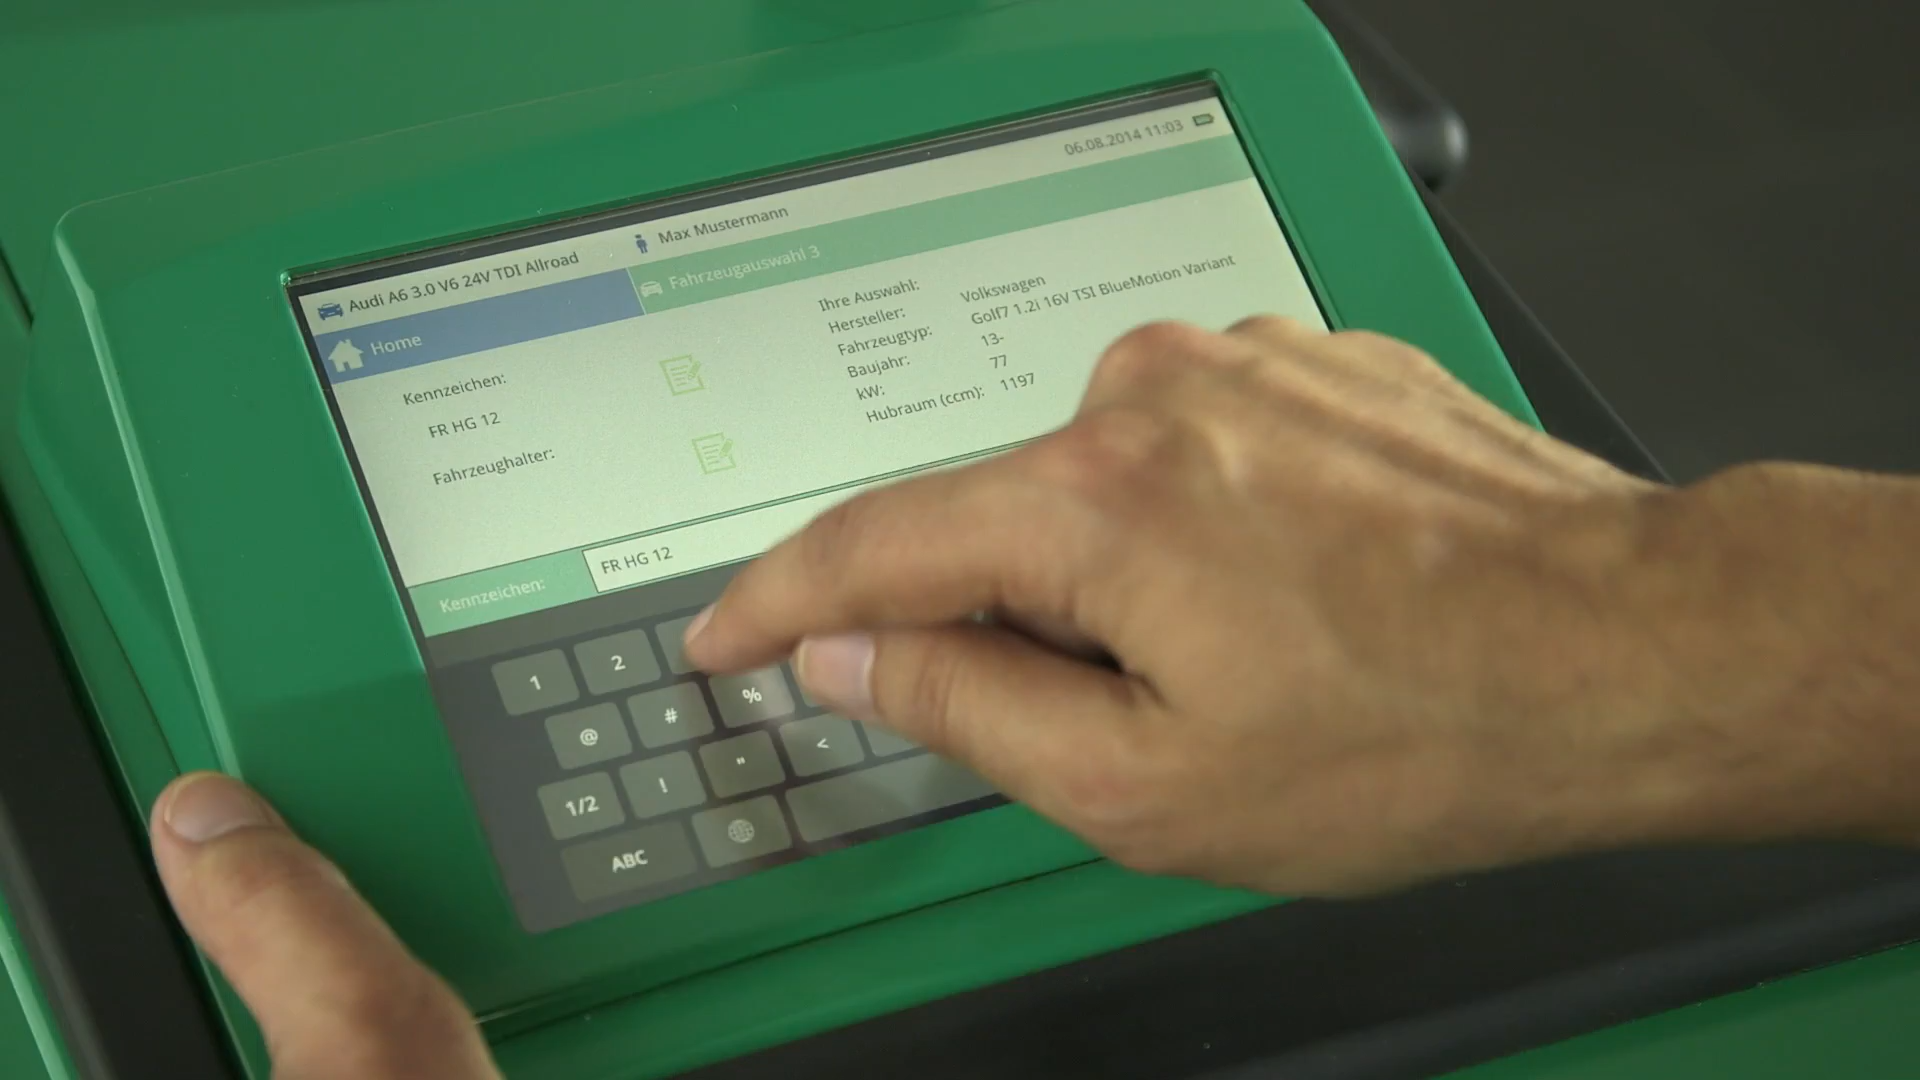 06.08.2014 11:03
Audi A6 3.0 V6 24V TDI Allroad
Max Mustermann
Home
Fahrzeugauswahl 3
Kennzeichen:
FR HG 12
Fahrzeughalter:
Ihre Auswahl:
Hersteller: Volkswagen
Fahrzeugtyp: Golf7 1.2i 16V TSI BlueMotion Variant
Baujahr: 13-
kW: 77
Hubraum (ccm): 1197
Kennzeichen: FR HG 12
1 2
@ # %
1/2 ! " <
ABC